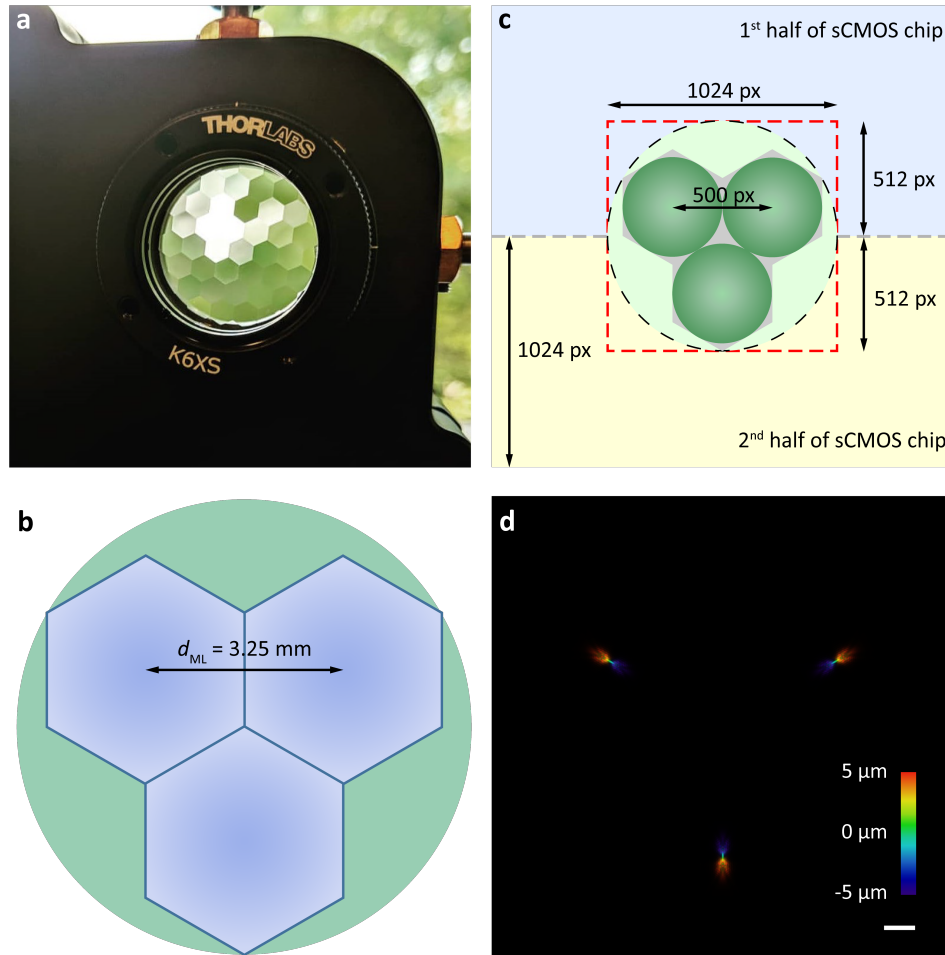 a
THORLABS
K6XS
c
1st half of sCMOS chip
1024 px
500 px
512 px
512 px
1024 px
2nd half of sCMOS chip
b
dML = 3.25 mm
d
5 µm
0 µm
-5 µm